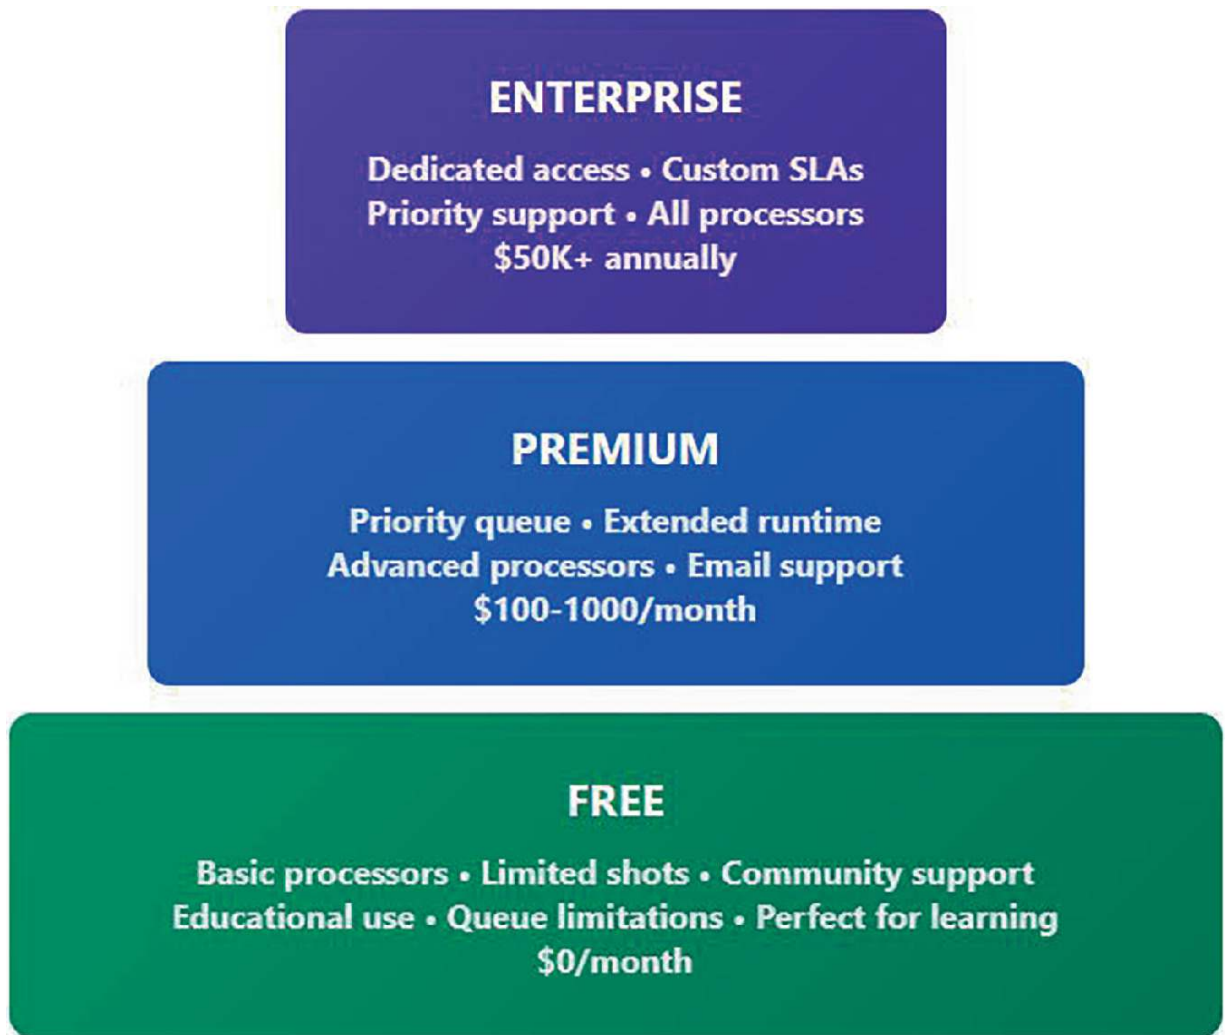 ENTERPRISE
Dedicated access • Custom SLAs
Priority support • All processors
$50K+ annually
PREMIUM
Priority queue • Extended runtime
Advanced processors • Email support
$100-1000/month
FREE
Basic processors • Limited shots • Community support
Educational use • Queue limitations • Perfect for learning
$0/month